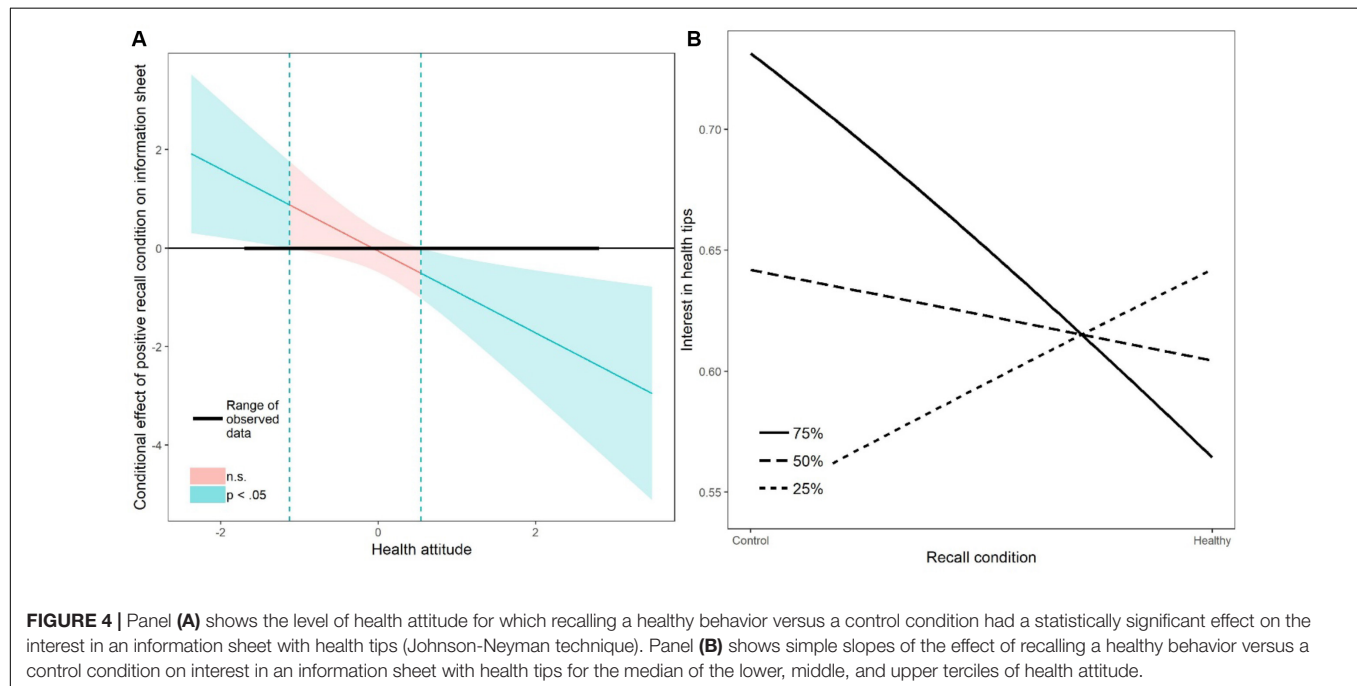 A
Conditional effect of positive recall condition on information sheet
2
0
-2
-4
Range of
observed
data
n.s.
p < .05
-2
0
2
Health attitude
B
Interest in health tips
0.70
0.65
0.60
0.55
75%
50%
25%
Control
Healthy
Recall condition
FIGURE 4 | Panel (A) shows the level of health attitude for which recalling a healthy behavior versus a control condition had a statistically significant effect on the
interest in an information sheet with health tips (Johnson-Neyman technique). Panel (B) shows simple slopes of the effect of recalling a healthy behavior versus a
control condition on interest in an information sheet with health tips for the median of the lower, middle, and upper terciles of health attitude.